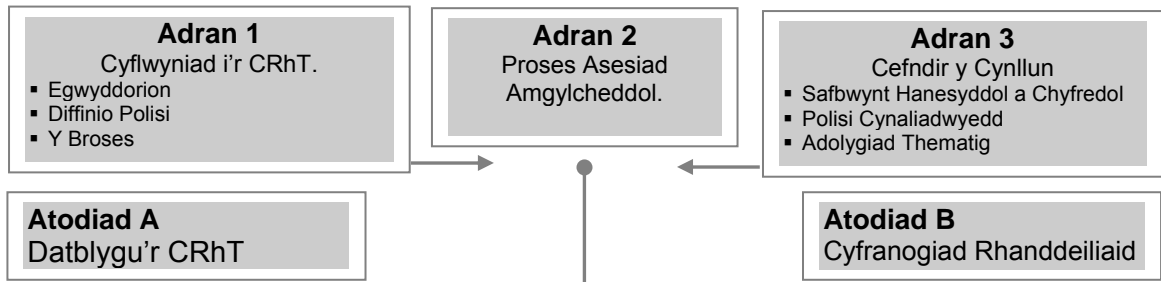 Adran 1
Cyflwyniad i'r CRhT.
▪ Egwyddorion
▪ Diffinio Polisi
▪ Y Broses
Adran 2
Proses Asesiad
Amgylcheddol.
Adran 3
Cefndir y Cynllun
▪ Safbwynt Hanesyddol a Chyfredol
▪ Polisi Cynaliadwyedd
▪ Adolygiad Thematig
Atodiad A
Datblygu'r CRhT
Atodiad B
Cyfranogiad Rhanddeiliaid